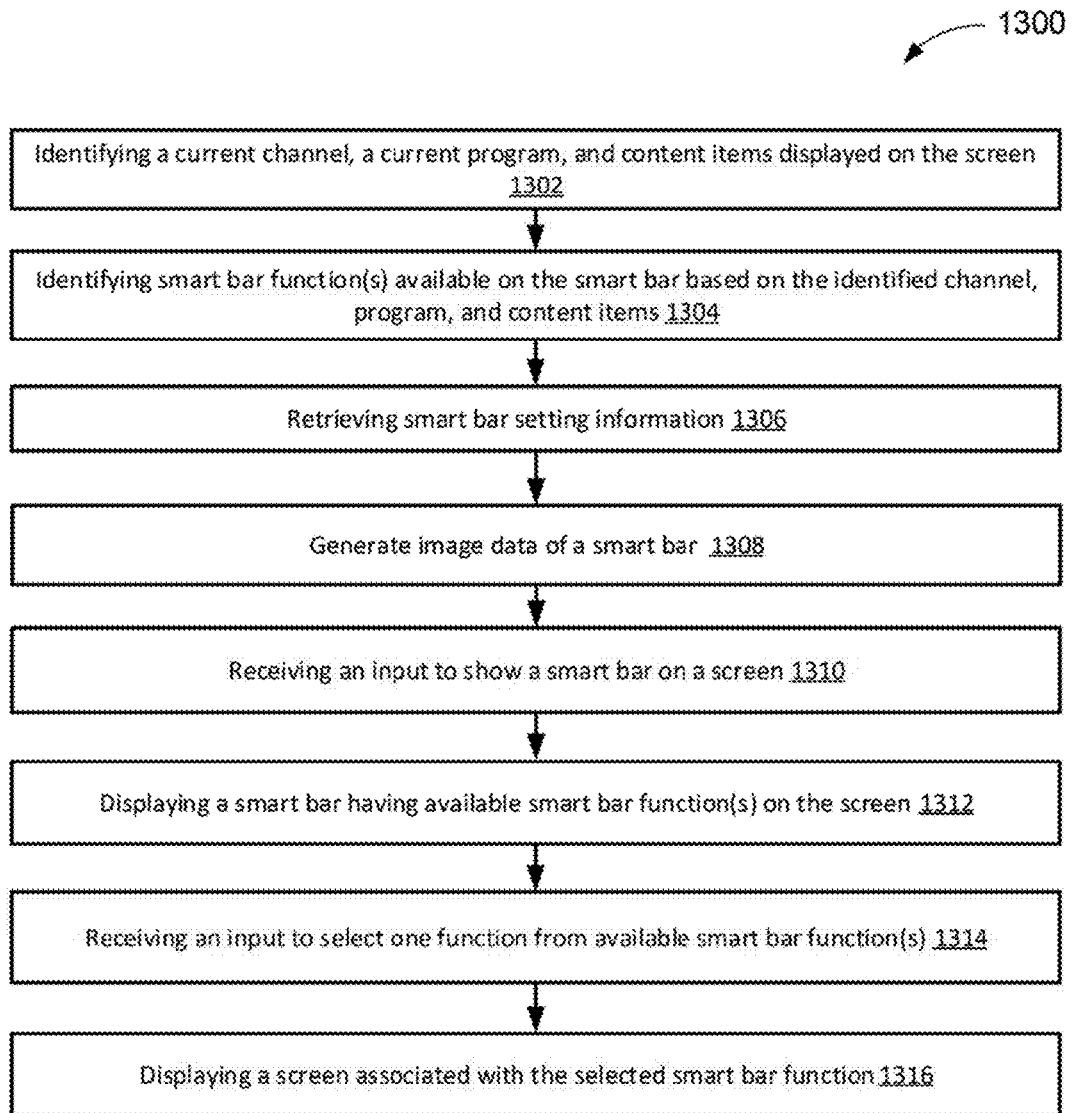 1300
Identifying a current channel, a current program, and content items displayed on the screen
1302
Identifying smart bar function(s) available on the smart bar based on the identified channel,
program, and content items 1304
Retrieving smart bar setting information 1306
Generate image data of a smart bar 1308
Receiving an input to show a smart bar on a screen 1310
Displaying a smart bar having available smart bar function(s) on the screen 1312
Receiving an input to select one function from available smart bar function(s) 1314
Displaying a screen associated with the selected smart bar function 1316